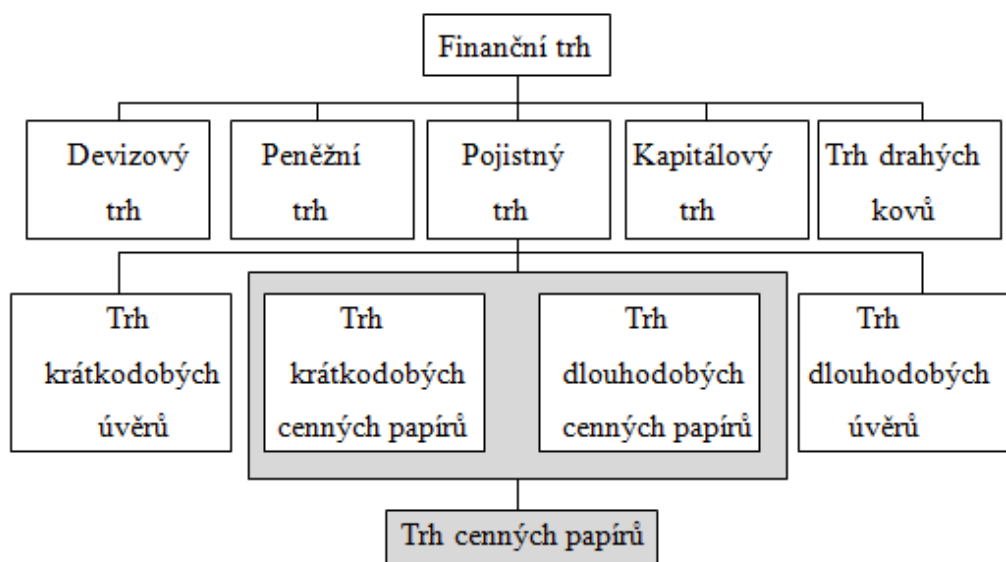 Finanční trh
Devizový
trh
Peněžní
trh
Pojistný
trh
Kapitálový
trh
Trh drahých
kovů
Trh
krátkodobých
úvěrů
Trh
krátkodobých
cenných papírů
Trh
dlouhodobých
cenných papírů
Trh
dlouhodobých
úvěrů
Trh cenných papírů